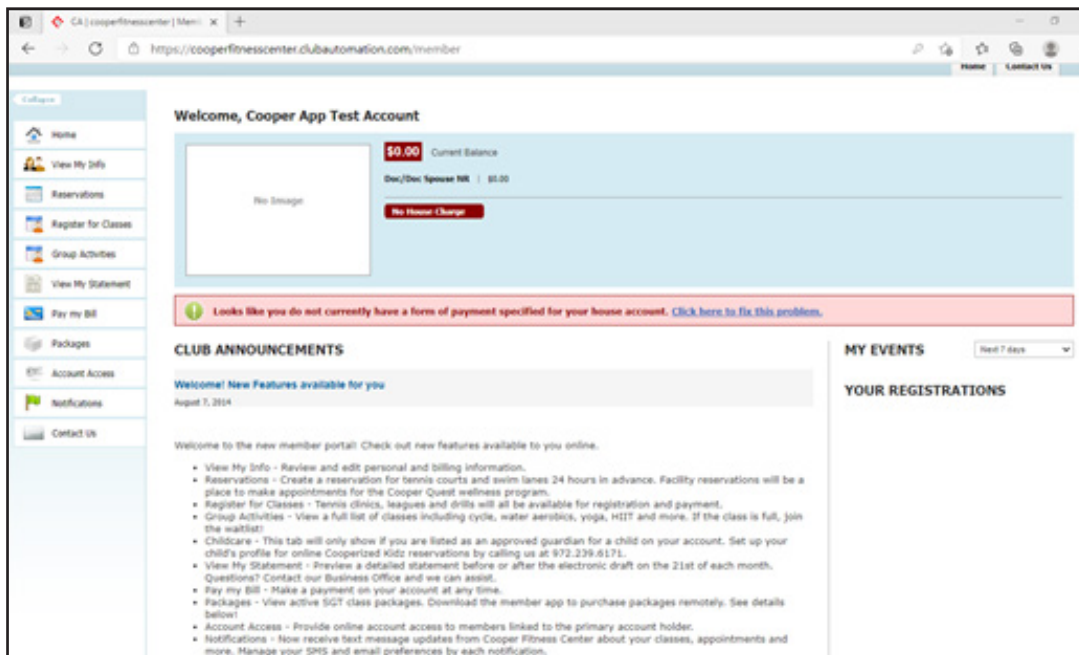 CA | cooperfitnesscenter | Mem
https://cooperfitnesscenter.clubautomation.com/member
Home
Contact Us
Collapse
Home
View My Info
Reservations
Register for Classes
Group Activities
View My Statement
Pay my Bill
Packages
Account Access
Notifications
Contact Us
Welcome, Cooper App Test Account
No Image
$0.00 Current Balance
Doc/Doc Spouse NR | $0.00
No House Charge
Looks like you do not currently have a form of payment specified for your house account. Click here to fix this problem.
CLUB ANNOUNCEMENTS
Welcome! New Features available for you
August 7, 2014
Welcome to the new member portal! Check out new features available to you online.
• View My Info - Review and edit personal and billing information.
• Reservations - Create a reservation for tennis courts and swim lanes 24 hours in advance. Facility reservations will be a
place to make appointments for the Cooper Quest wellness program.
• Register for Classes - Tennis clinics, leagues and drills will all be available for registration and payment.
• Group Activities - View a full list of classes including cycle, water aerobics, yoga, HIIT and more. If the class is full, join
the waitlist!
• Childcare - This tab will only show if you are listed as an approved guardian for a child on your account. Set up your
child's profile for online Cooperized Kidz reservations by calling us at 972.239.6171.
• View My Statement - Preview a detailed statement before or after the electronic draft on the 21st of each month.
Questions? Contact our Business Office and we can assist.
• Pay my Bill - Make a payment on your account at any time.
• Packages - View active SGT class packages. Download the member app to purchase packages remotely. See details
below!
• Account Access - Provide online account access to members linked to the primary account holder.
• Notifications - Now receive text message updates from Cooper Fitness Center about your classes, appointments and
more. Manage your SMS and email preferences by each notification.
MY EVENTS
Next 7 days
YOUR REGISTRATIONS